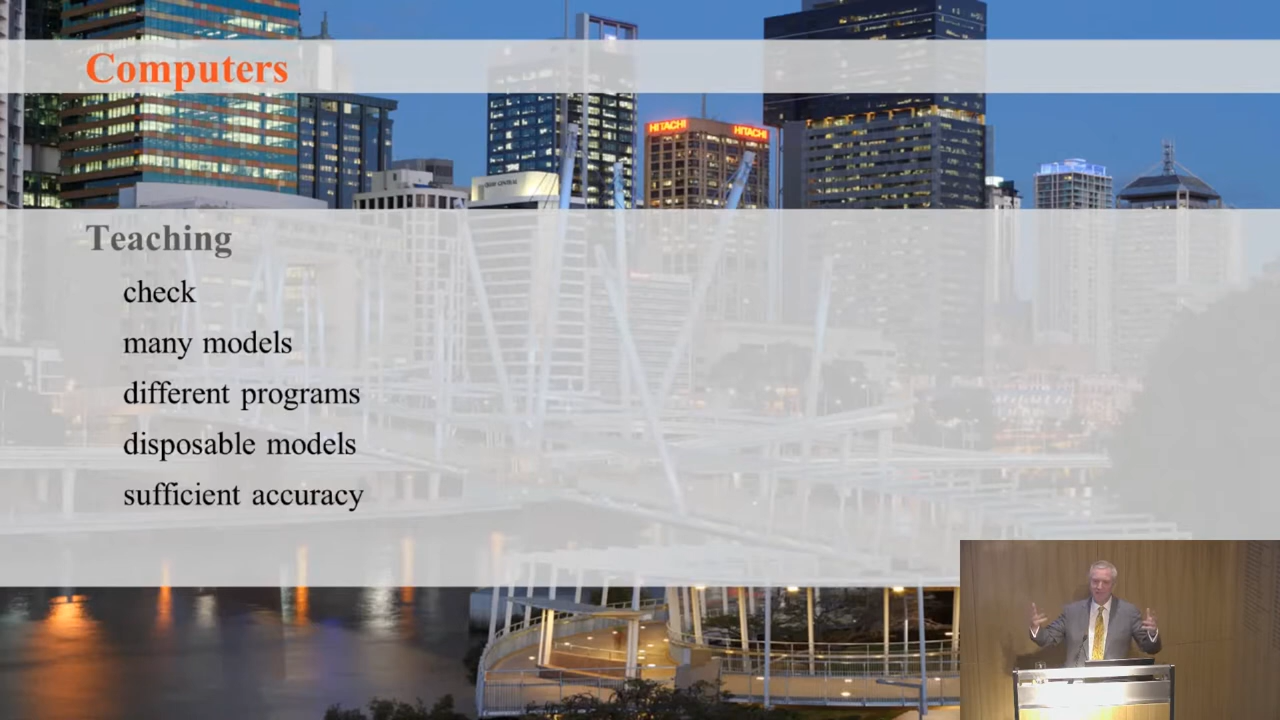 Computers
HITACHI HITACHI
Teaching
check
many models
different programs
disposable models
sufficient accuracy